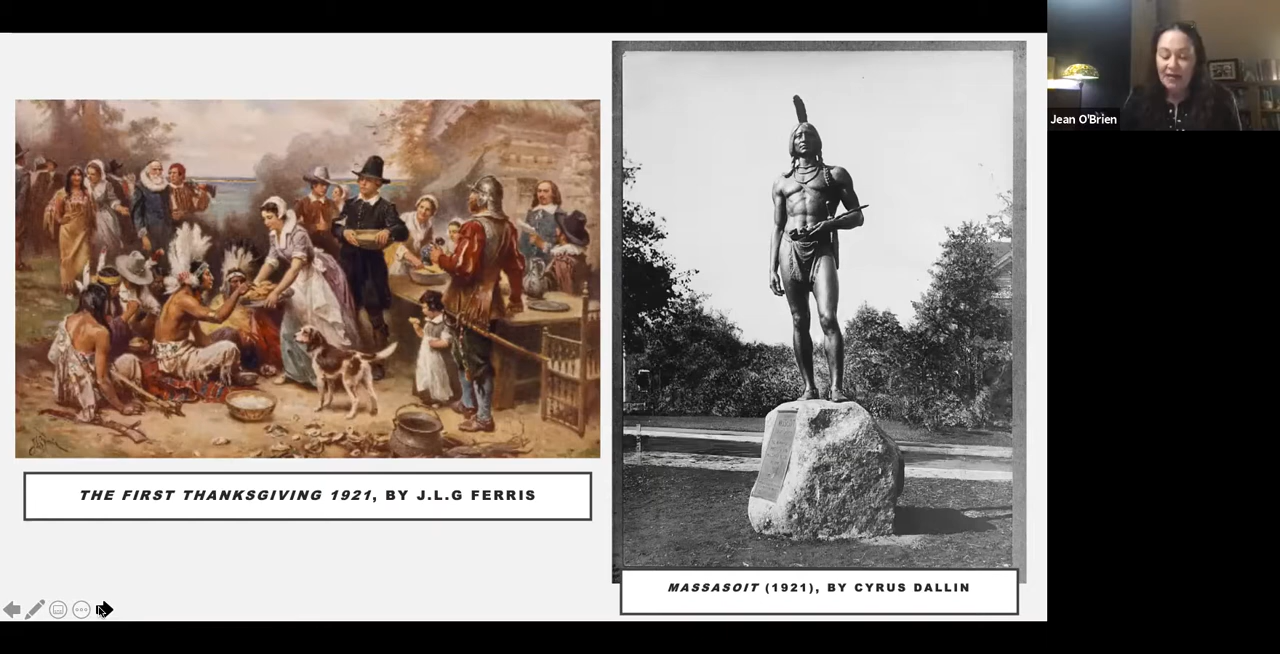 THE FIRST THANKSGIVING 1921, BY J.L.G FERRIS
MASSASOIT (1921), BY CYRUS DALLIN
Jean O'Brien